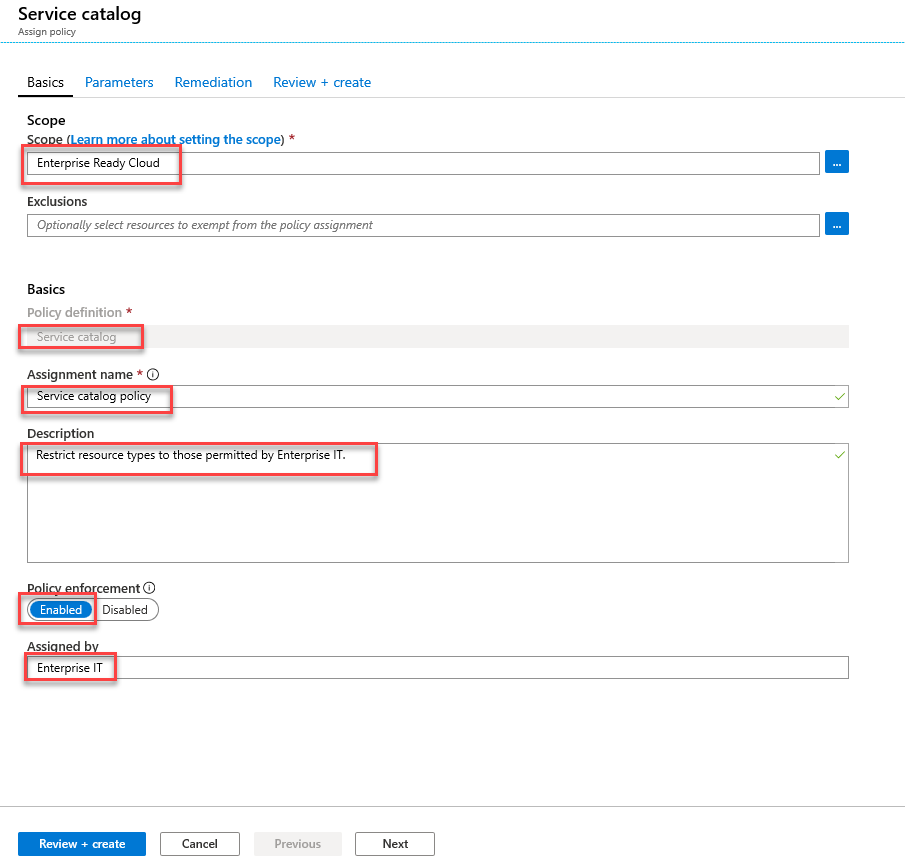 Service catalog
Assign policy
Basics Parameters Remediation Review + create
Scope
Scope (Learn more about setting the scope) *
Enterprise Ready Cloud
...
Exclusions
Optionally select resources to exempt from the policy assignment
...
Basics
Policy definition *
Service catalog
Assignment name *
Service catalog policy
Description
Restrict resource types to those permitted by Enterprise IT.
Policy enforcement
Enabled Disabled
Assigned by
Enterprise IT
Review + create Cancel Previous Next